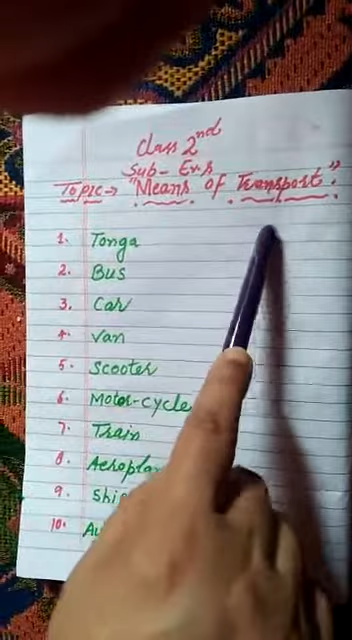 Class 2nd
Sub- E.v.s
Topic→ "Means of Transport".
1. Tonga
2. Bus
3. Car
4. Van
5. Scooter
6. Motor-cycle
7. Train
8.
9.
10.